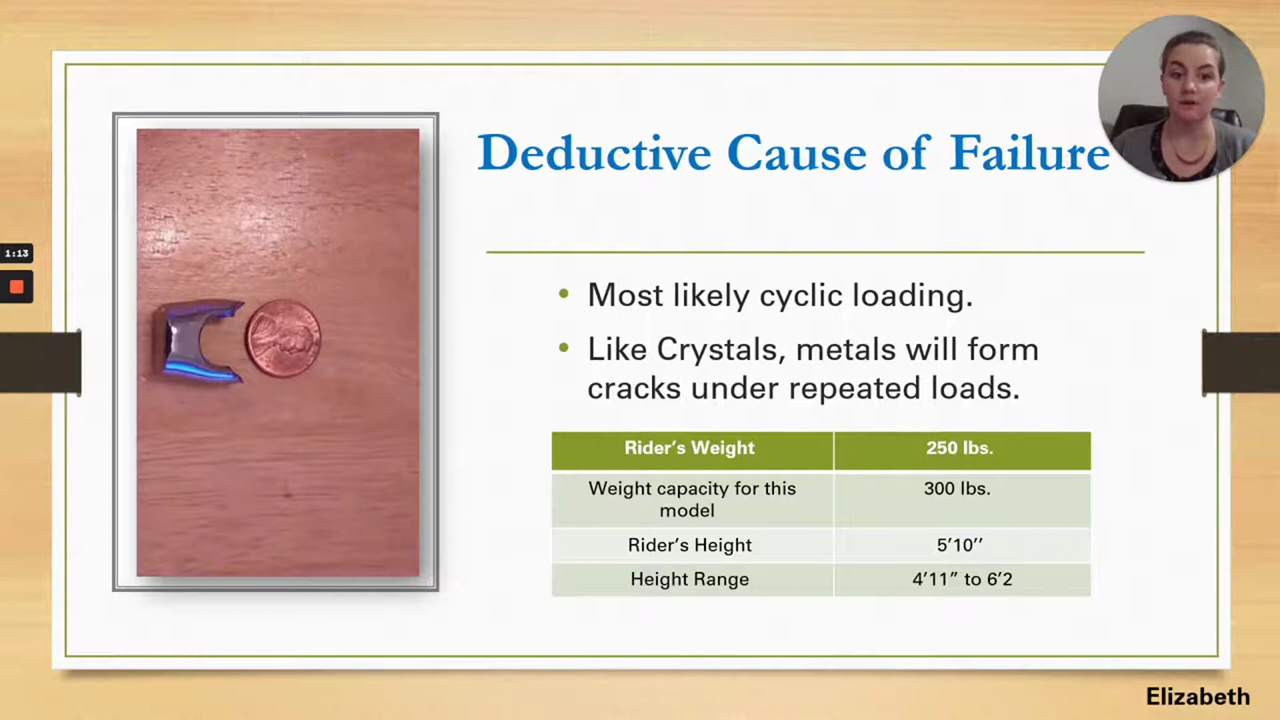 Deductive Cause of Failure
1:13
• Most likely cyclic loading.
• Like Crystals, metals will form
cracks under repeated loads.
Rider's Weight 250 lbs.
Weight capacity for this
model 300 lbs.
Rider's Height 5'10''
Height Range 4'11” to 6'2
Elizabeth